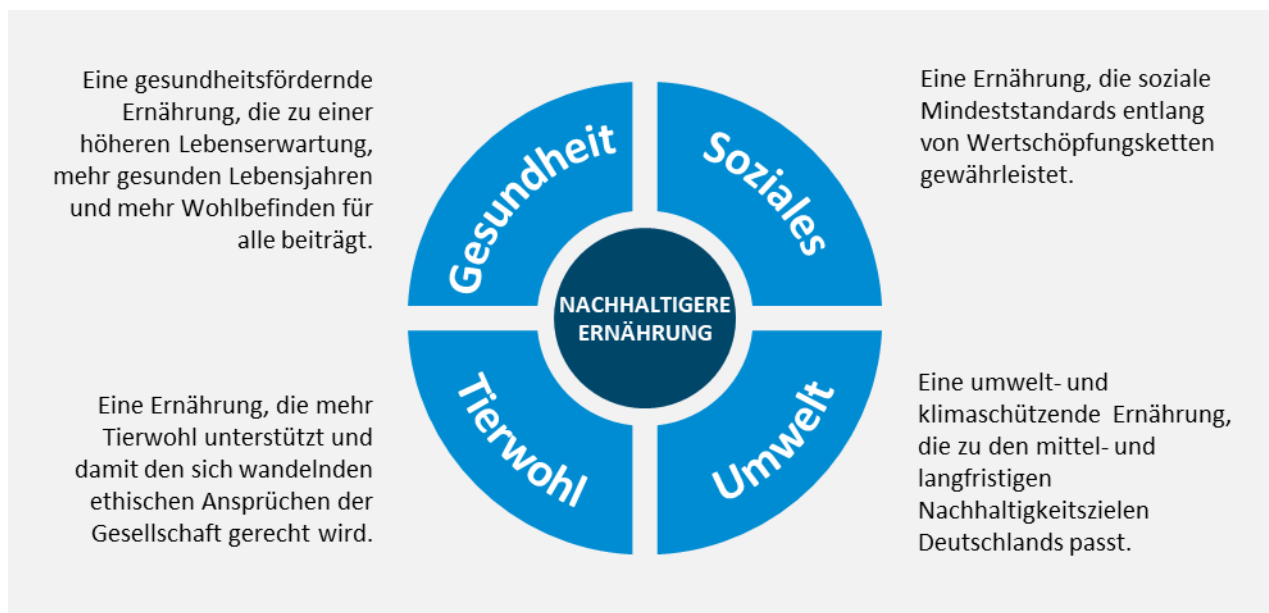 Eine gesundheitsfördernde
Ernährung, die zu einer
höheren Lebenserwartung,
mehr gesunden Lebensjahren
und mehr Wohlbefinden für
alle beiträgt.
Gesundheit
Soziales
Eine Ernährung, die soziale
Mindeststandards entlang
von Wertschöpfungsketten
gewährleistet.
NACHHALTIGERE
ERNÄHRUNG
Eine Ernährung, die mehr
Tierwohl unterstützt und
damit den sich wandelnden
ethischen Ansprüchen der
Gesellschaft gerecht wird.
Tierwohl
Umwelt
Eine umwelt- und
klimaschützende Ernährung,
die zu den mittel- und
langfristigen
Nachhaltigkeitszielen
Deutschlands passt.